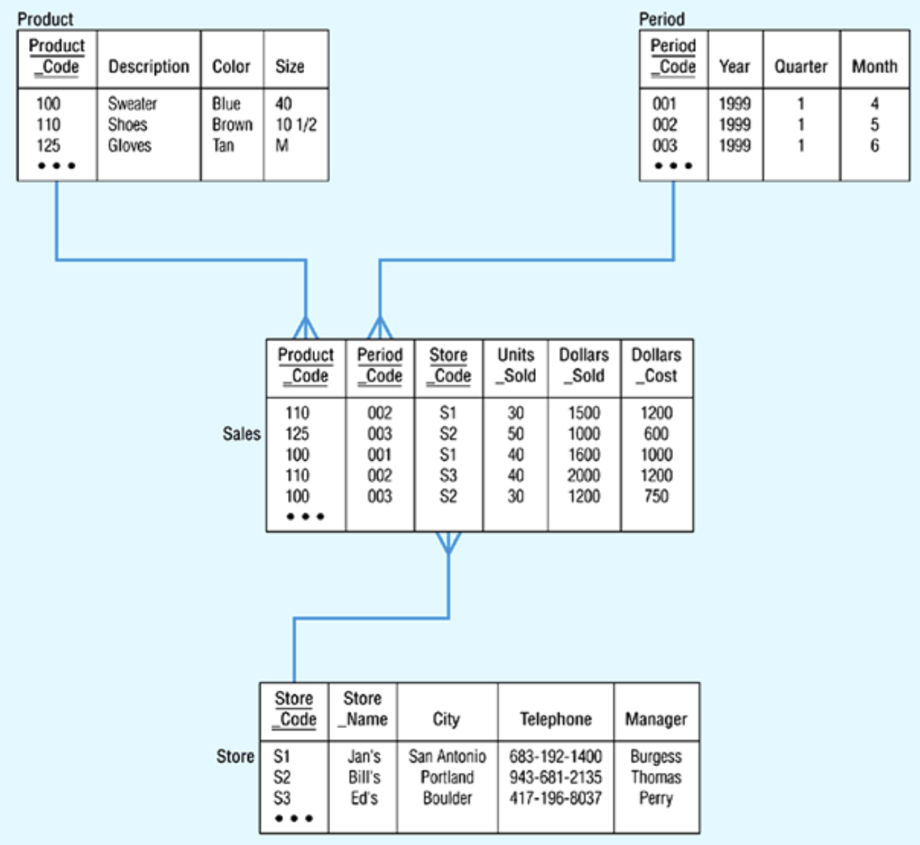 Product
Product
_Code Description Color Size
100 Sweater Blue 40
110 Shoes Brown 10 1/2
125 Gloves Tan M
• • •
Period
Period
_Code Year Quarter Month
001 1999 1 4
002 1999 1 5
003 1999 1 6
• • •
Product Period Store Units Dollars Dollars
_Code _Code _Code _Sold _Sold _Cost
110 002 S1 30 1500 1200
Sales 125 003 S2 50 1000 600
100 001 S1 40 1600 1000
110 002 S3 40 2000 1200
100 003 S2 30 1200 750
• • •
Store Store
_Code _Name City Telephone Manager
Store S1 Jan's San Antonio 683-192-1400 Burgess
S2 Bill's Portland 943-681-2135 Thomas
S3 Ed's Boulder 417-196-8037 Perry
• • •